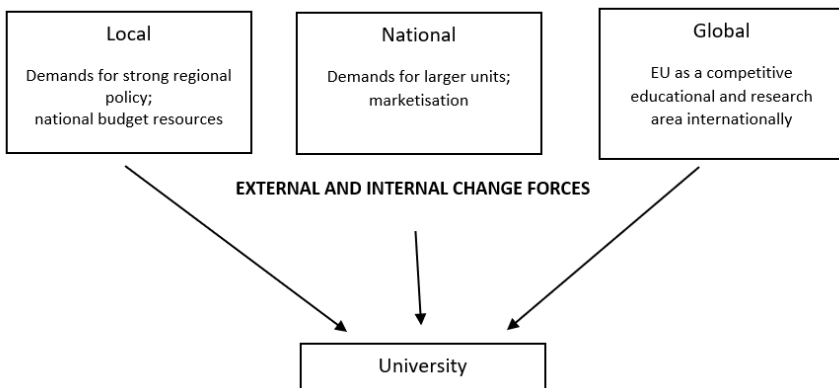 Local
Demands for strong regional
policy;
national budget resources
National
Demands for larger units;
marketisation
Global
EU as a competitive
educational and research
area internationally
EXTERNAL AND INTERNAL CHANGE FORCES
University